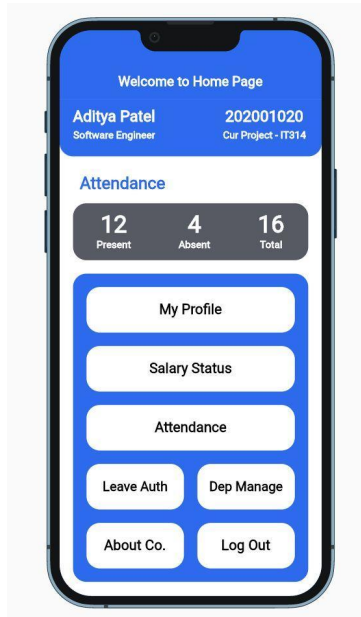 Welcome to Home Page
Aditya Patel 202001020
Software Engineer Cur Project - IT314
Attendance
12 4 16
Present Absent Total
My Profile
Salary Status
Attendance
Leave Auth Dep Manage
About Co. Log Out